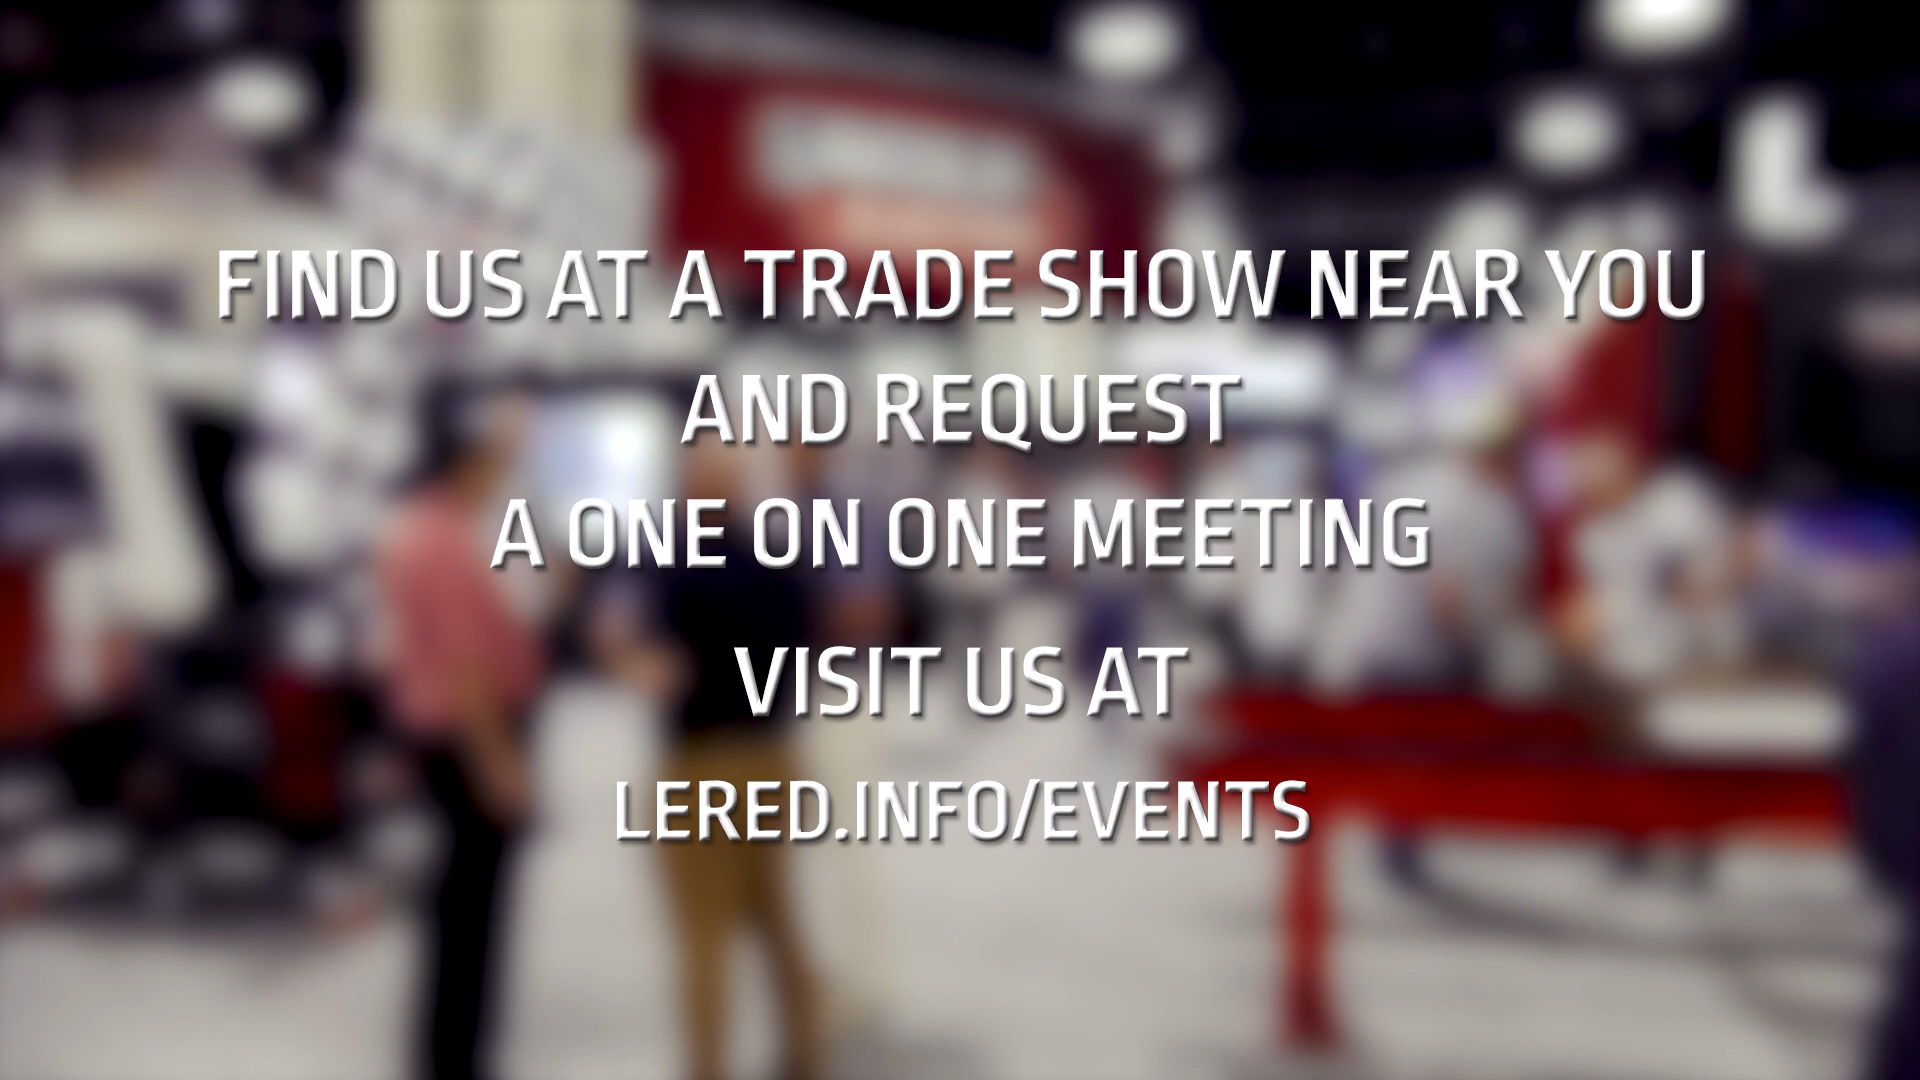 FIND US AT A TRADE SHOW NEAR YOU
AND REQUEST
A ONE ON ONE MEETING
VISIT US AT
LERED.INFO/EVENTS